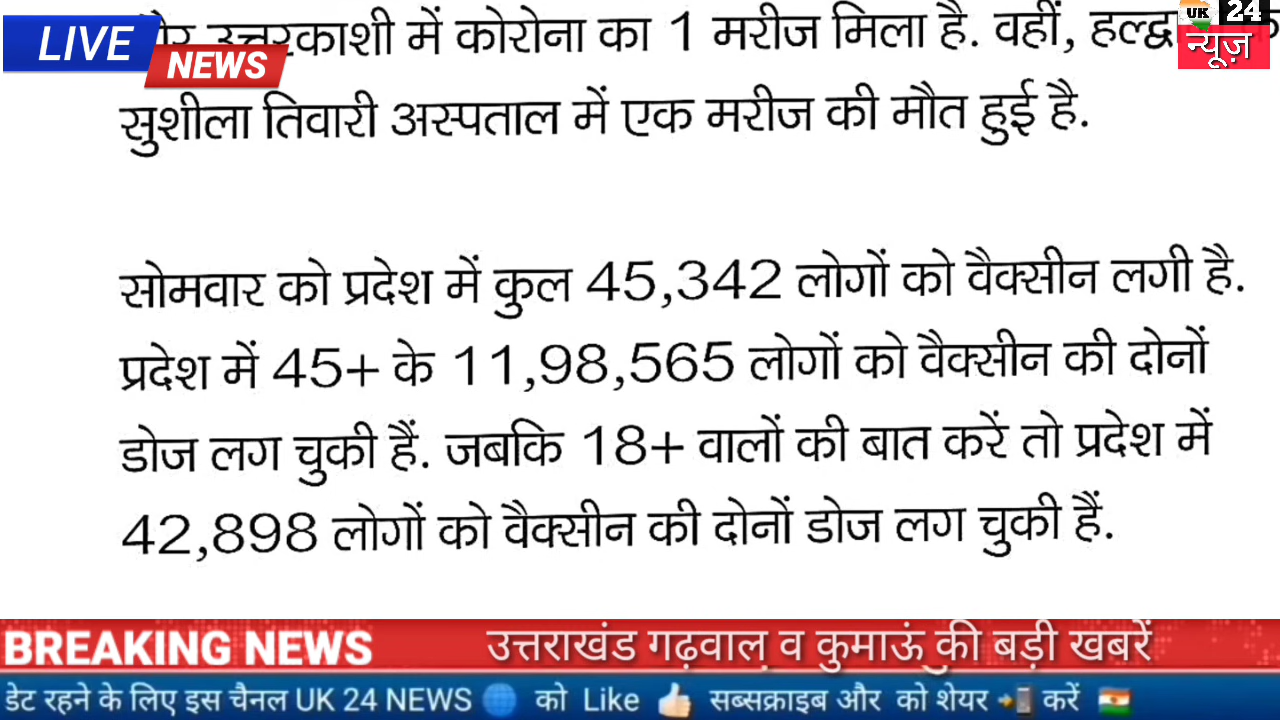 LIVE
NEWS
UK 24
न्यूज़
उत्तरकाशी में कोरोना का 1 मरीज मिला है. वहीं,
सुशीला तिवारी अस्पताल में एक मरीज की मौत हुई है.
सोमवार को प्रदेश में कुल 45,342 लोगों को वैक्सीन लगी है.
प्रदेश में 45+ के 11,98,565 लोगों को वैक्सीन की दोनों
डोज लग चुकी हैं. जबकि 18+ वालों की बात करें तो प्रदेश में
42,898 लोगों को वैक्सीन की दोनों डोज लग चुकी हैं.
BREAKING NEWS उत्तराखंड गढ़वाल व कुमाऊं की बड़ी खबरें
डेट रहने के लिए इस चैनल UK 24 NEWS 🌐 को Like 👍🏻 सब्सक्राइब और को शेयर 📲 करें 🇮🇳